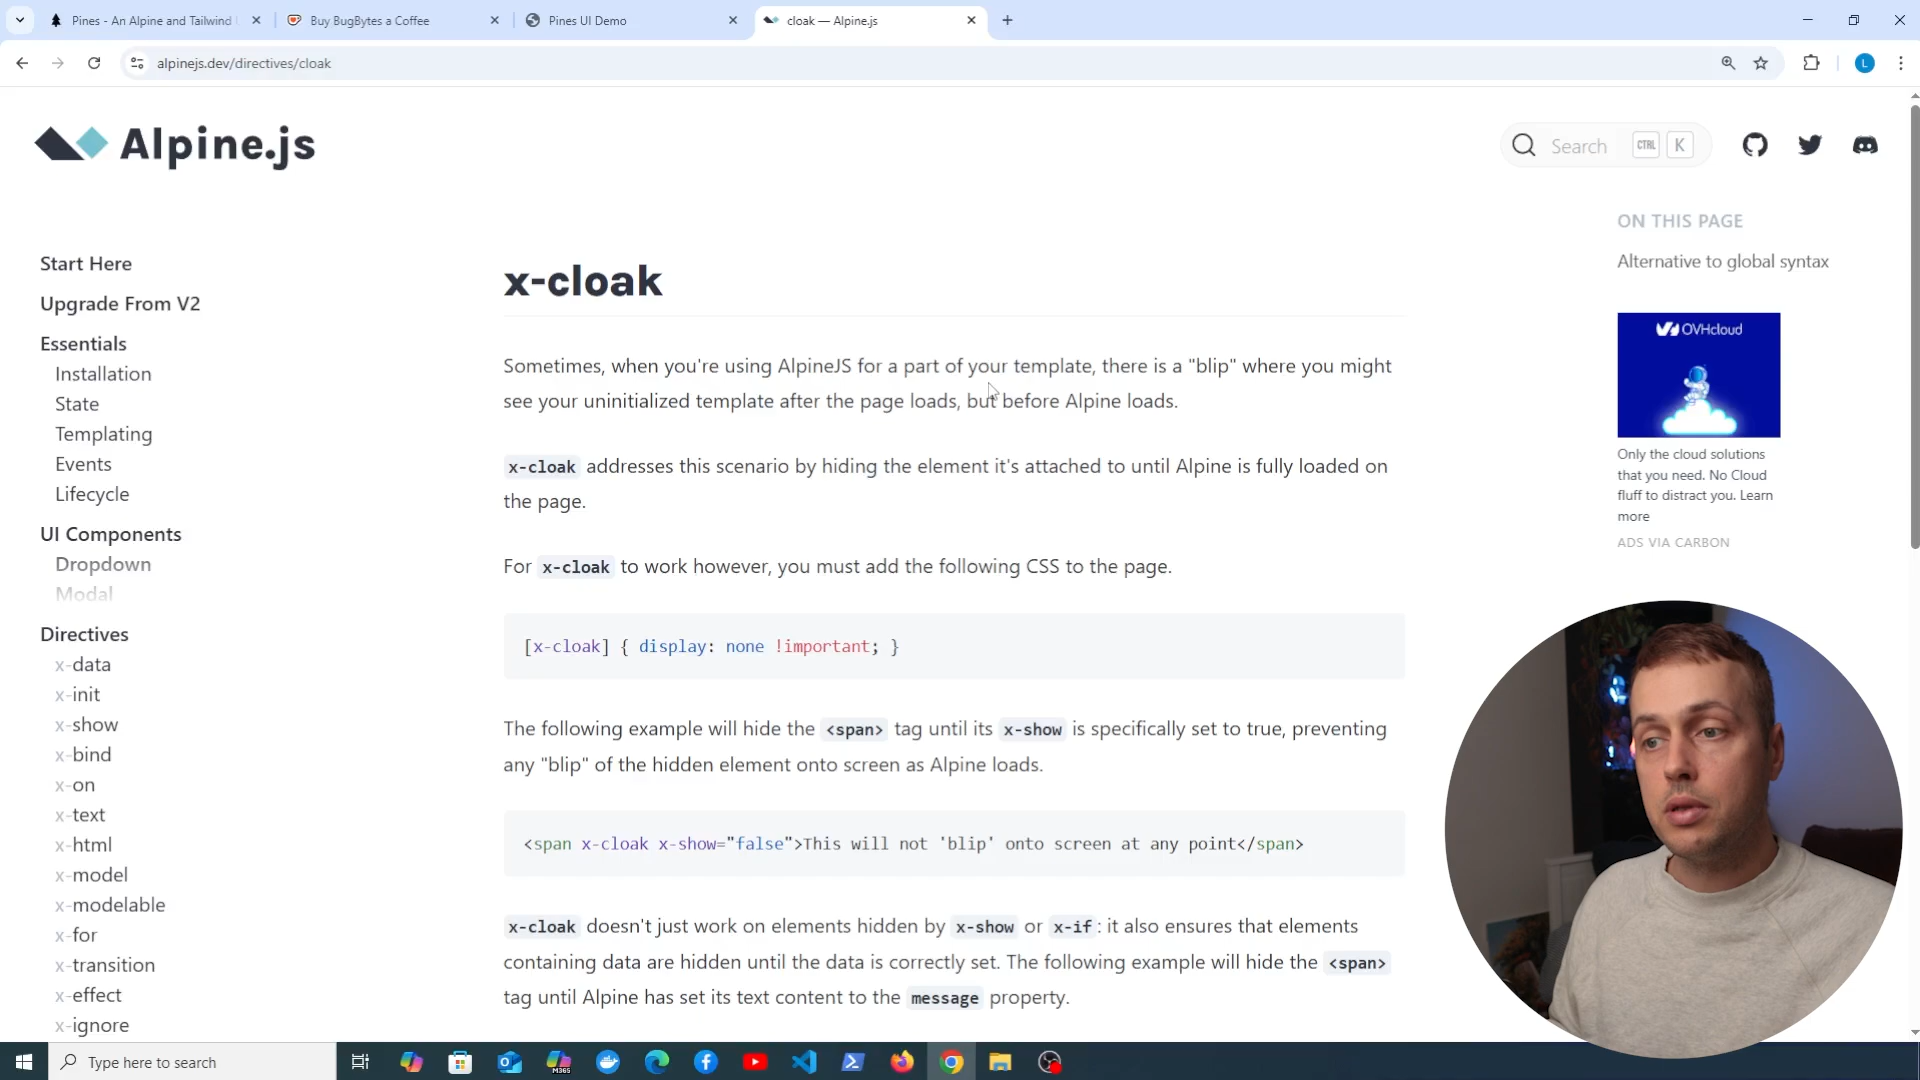 Pines - An Alpine and Tailwind
Buy BugBytes a Coffee
Pines UI Demo
cloak — Alpine.js
alpinejs.dev/directives/cloak
L
Alpine.js
Search
CTRL
K
Start Here
Upgrade From V2
Essentials
Installation
State
Templating
Events
Lifecycle
UI Components
Dropdown
Modal
Directives
x-data
x-init
x-show
x-bind
x-on
x-text
x-html
x-model
x-modelable
x-for
x-transition
x-effect
x-ignore
x-cloak
Sometimes, when you're using AlpineJS for a part of your template, there is a "blip" where you might
see your uninitialized template after the page loads, but before Alpine loads.
x-cloak addresses this scenario by hiding the element it's attached to until Alpine is fully loaded on
the page.
For x-cloak to work however, you must add the following CSS to the page.
[x-cloak] { display: none !important; }
The following example will hide the <span> tag until its x-show is specifically set to true, preventing
any "blip" of the hidden element onto screen as Alpine loads.
<span x-cloak x-show="false">This will not 'blip' onto screen at any point</span>
x-cloak doesn't just work on elements hidden by x-show or x-if: it also ensures that elements
containing data are hidden until the data is correctly set. The following example will hide the <span>
tag until Alpine has set its text content to the message property.
ON THIS PAGE
Alternative to global syntax
OVHcloud
Only the cloud solutions
that you need. No Cloud
fluff to distract you. Learn
more
ADS VIA CARBON
Type here to search
M365